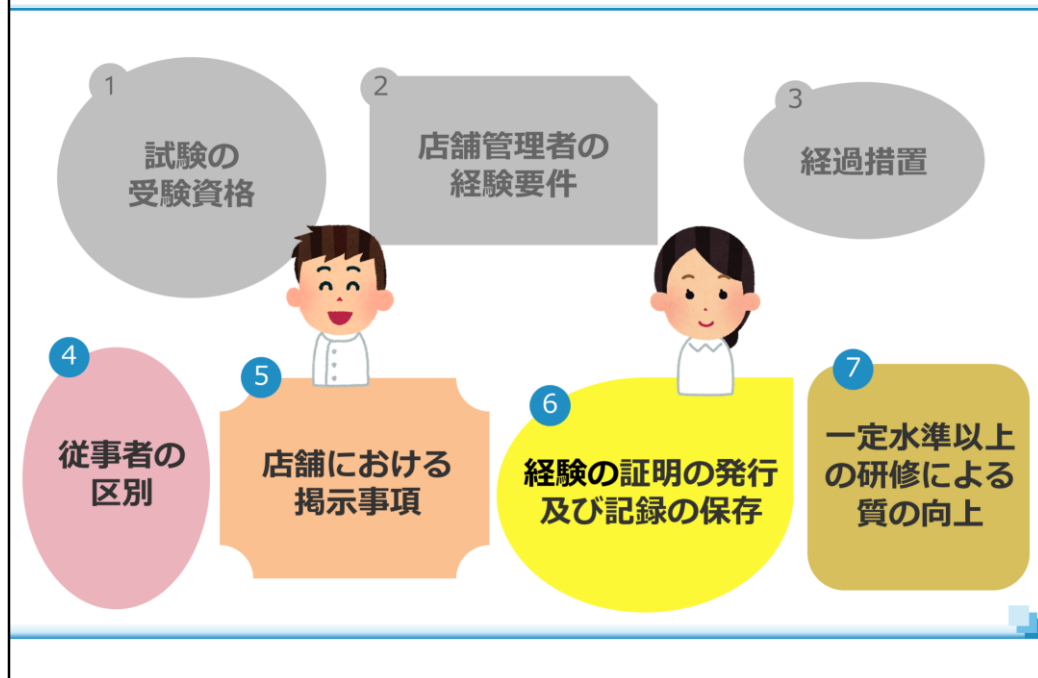 1
試験の
受験資格
2
店舗管理者の
経験要件
3
経過措置
4
従事者の
区別
5
店舗における
掲示事項
6
経験の証明の発行
及び記録の保存
7
一定水準以上
の研修による
質の向上